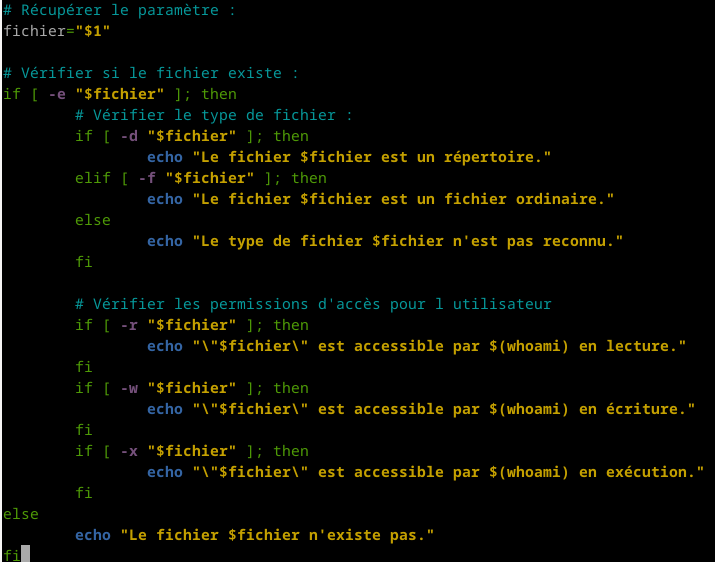 # Récupérer le paramètre :
fichier="$1"

# Vérifier si le fichier existe :
if [ -e "$fichier" ]; then
        # Vérifier le type de fichier :
        if [ -d "$fichier" ]; then
                echo "Le fichier $fichier est un répertoire."
        elif [ -f "$fichier" ]; then
                echo "Le fichier $fichier est un fichier ordinaire."
        else
                echo "Le type de fichier $fichier n'est pas reconnu."
        fi

        # Vérifier les permissions d'accès pour l utilisateur
        if [ -r "$fichier" ]; then
                echo "\"$fichier\" est accessible par $(whoami) en lecture."
        fi
        if [ -w "$fichier" ]; then
                echo "\"$fichier\" est accessible par $(whoami) en écriture."
        fi
        if [ -x "$fichier" ]; then
                echo "\"$fichier\" est accessible par $(whoami) en exécution."
        fi
else
        echo "Le fichier $fichier n'existe pas."
fi